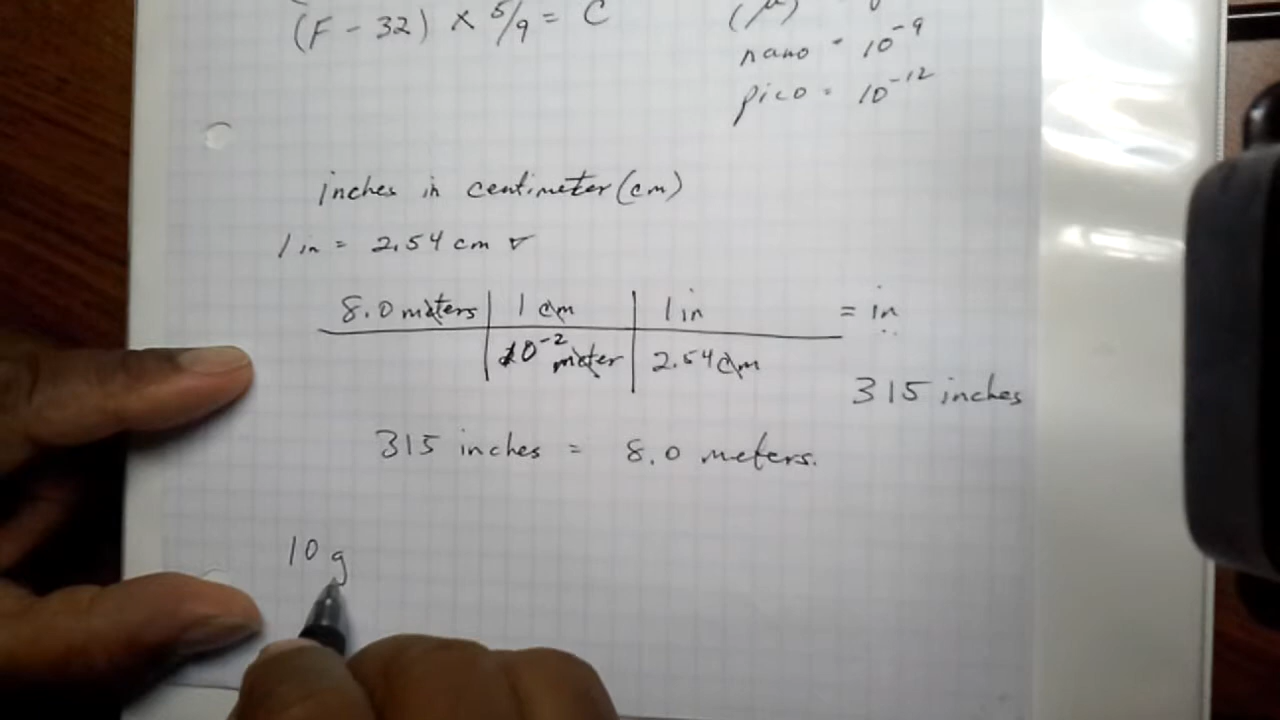 (F - 32) × 5/9 = C
(μ)
nano = 10⁻⁹
pico = 10⁻¹²
inches in centimeter (cm)
1 in = 2.54 cm
8.0 meters | 1 cm | 1 in = in
10⁻² meter | 2.54 cm
315 inches
315 inches = 8.0 meters.
10 g